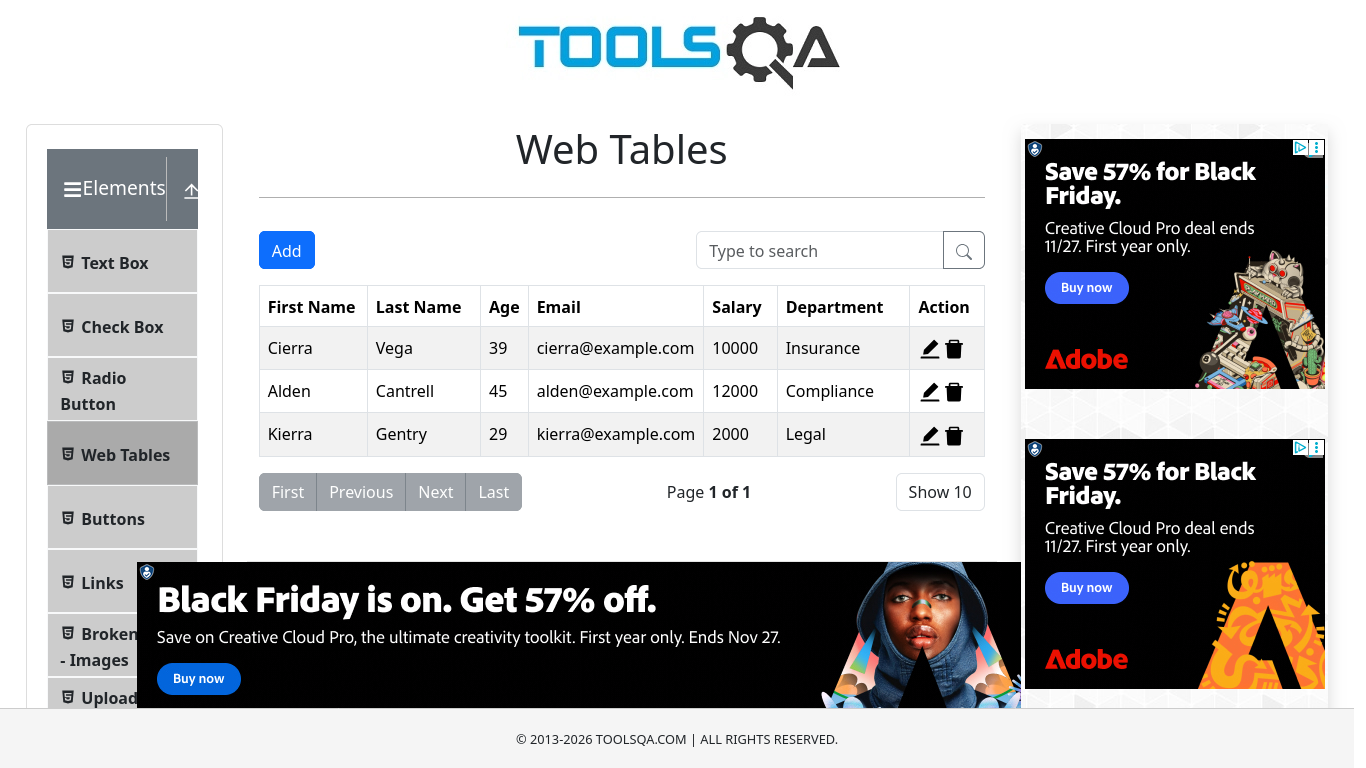 TOOLSQA
Elements
Text Box
Check Box
Radio
Button
Web Tables
Buttons
Links
Broken
- Images
Upload
Web Tables
Add
Type to search
First Name Last Name Age Email Salary Department Action
Cierra Vega 39 cierra@example.com 10000 Insurance
Alden Cantrell 45 alden@example.com 12000 Compliance
Kierra Gentry 29 kierra@example.com 2000 Legal
First Previous Next Last Page 1 of 1 Show 10
Save 57% for Black
Friday.
Creative Cloud Pro deal ends
11/27. First year only.
Buy now
Adobe
Save 57% for Black
Friday.
Creative Cloud Pro deal ends
11/27. First year only.
Buy now
Adobe
Black Friday is on. Get 57% off.
Save on Creative Cloud Pro, the ultimate creativity toolkit. First year only. Ends Nov 27.
Buy now
© 2013-2026 TOOLSQA.COM | ALL RIGHTS RESERVED.